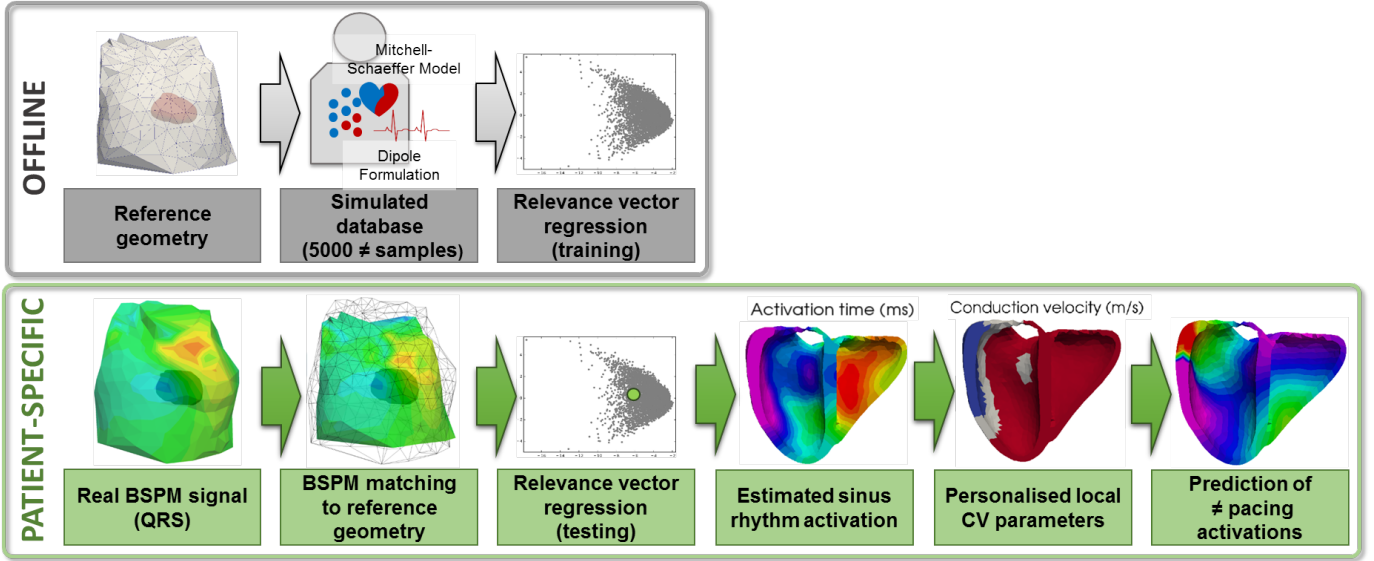 OFFLINE
Mitchell-
Schaeffer Model
Dipole
Formulation
Reference
geometry
Simulated
database
(5000 ≠ samples)
Relevance vector
regression
(training)
PATIENT-SPECIFIC
Activation time (ms)
Conduction velocity (m/s)
Real BSPM signal
(QRS)
BSPM matching
to reference
geometry
Relevance vector
regression
(testing)
Estimated sinus
rhythm activation
Personalised local
CV parameters
Prediction of
≠ pacing
activations